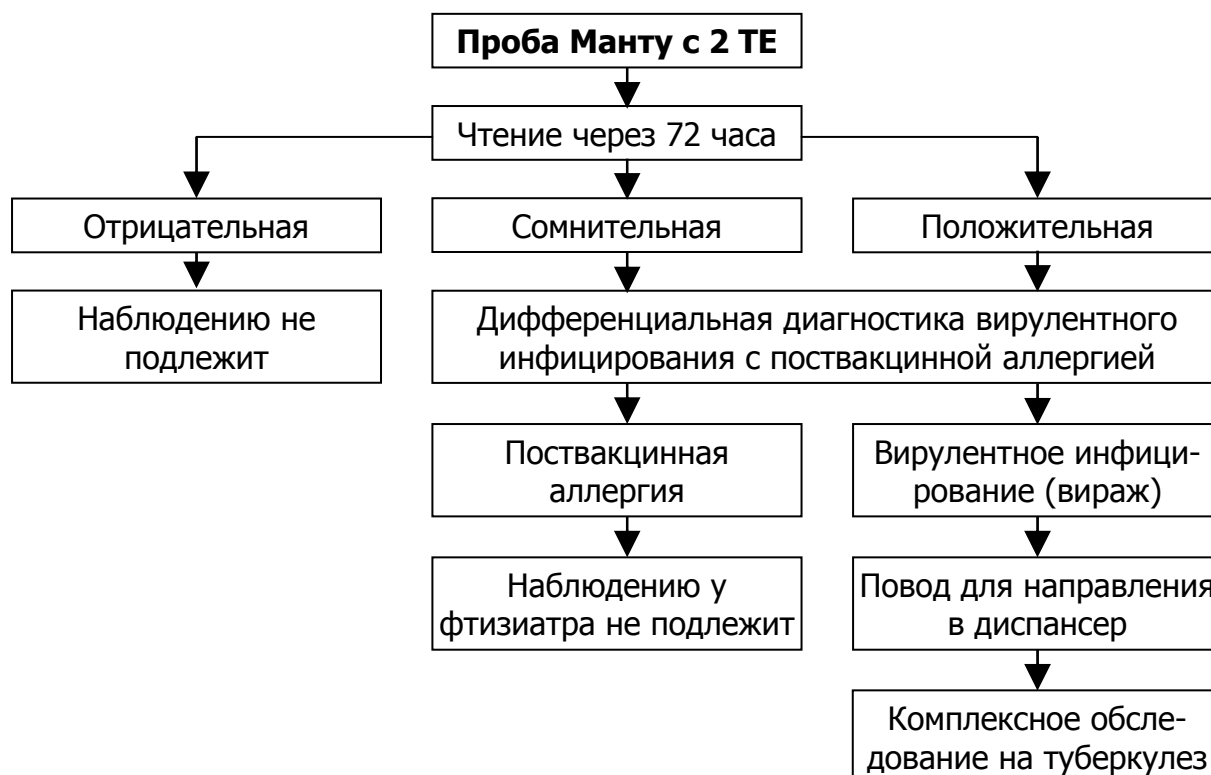 Проба Манту с 2 ТЕ
Чтение через 72 часа
Отрицательная
Сомнительная
Положительная
Наблюдению не
подлежит
Дифференциальная диагностика вирулентного
инфицирования с поствакцинной аллергией
Поствакцинная
аллергия
Вирулентное инфици-
рование (вираж)
Наблюдению у
фтизиатра не подлежит
Повод для направления
в диспансер
Комплексное обсле-
дование на туберкулез